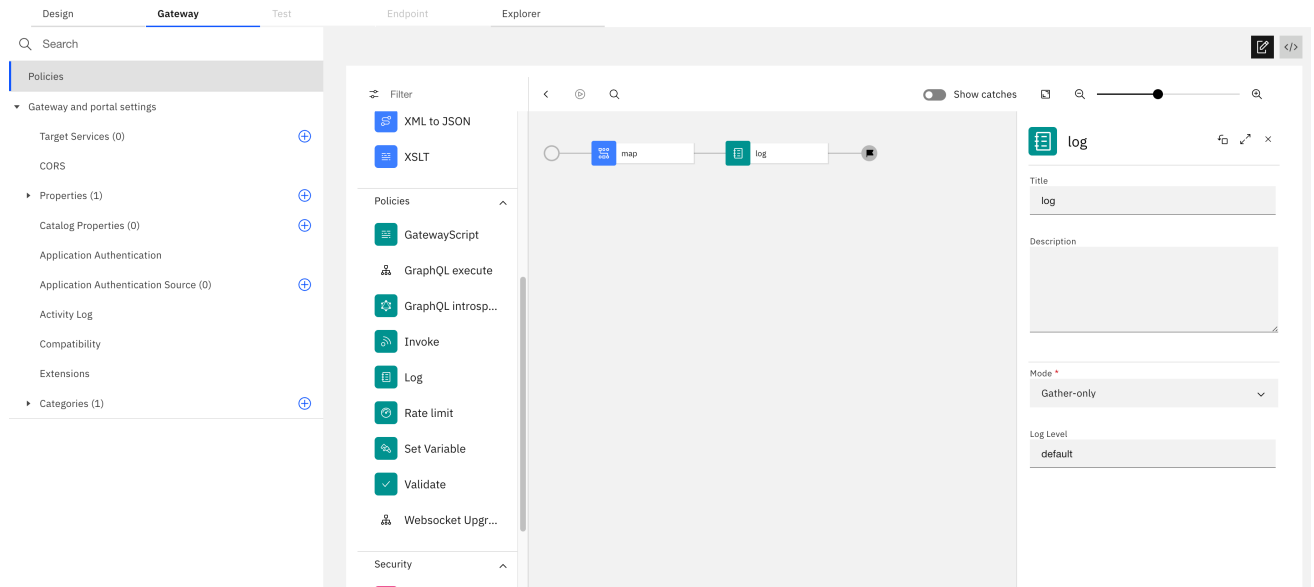 Design
Gateway
Test
Endpoint
Explorer
Search
Policies
Gateway and portal settings
Target Services (0)
CORS
Properties (1)
Catalog Properties (0)
Application Authentication
Application Authentication Source (0)
Activity Log
Compatibility
Extensions
Categories (1)
Filter
XML to JSON
XSLT
Policies
GatewayScript
GraphQL execute
GraphQL introsp...
Invoke
Log
Rate limit
Set Variable
Validate
Websocket Upgr...
Security
Show catches
map
log
</>
log
Title
log
Description
Mode *
Gather-only
Log Level
default